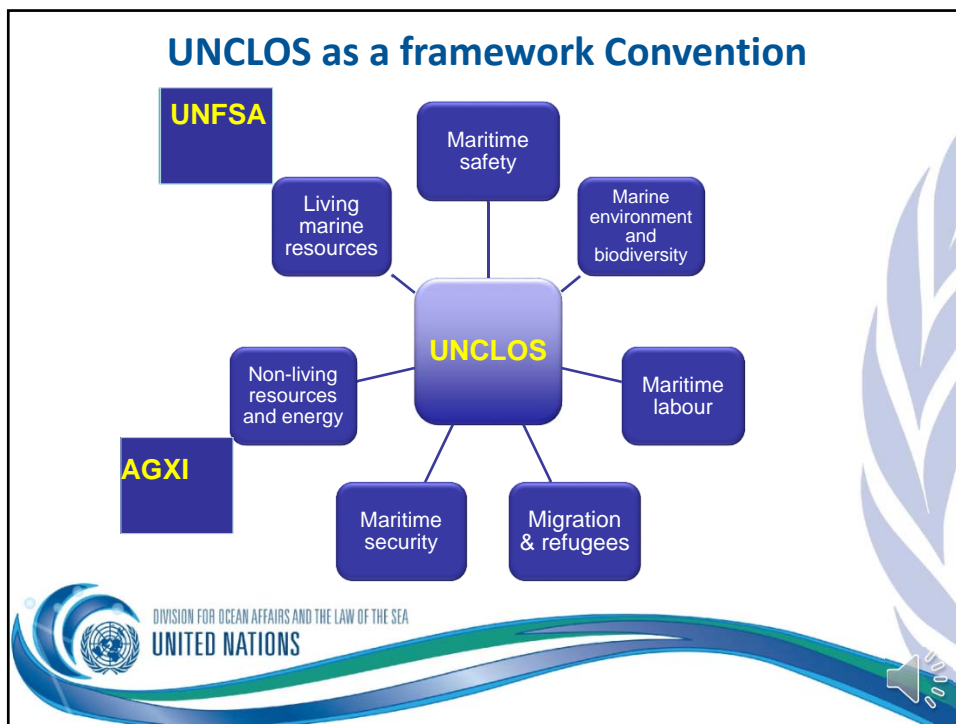 UNCLOS as a framework Convention
UNFSA
Maritime
safety
Living
marine
resources
Marine
environment
and
biodiversity
UNCLOS
Non-living
resources
and energy
Maritime
labour
AGXI
Maritime
security
Migration
& refugees
DIVISION FOR OCEAN AFFAIRS AND THE LAW OF THE SEA
UNITED NATIONS